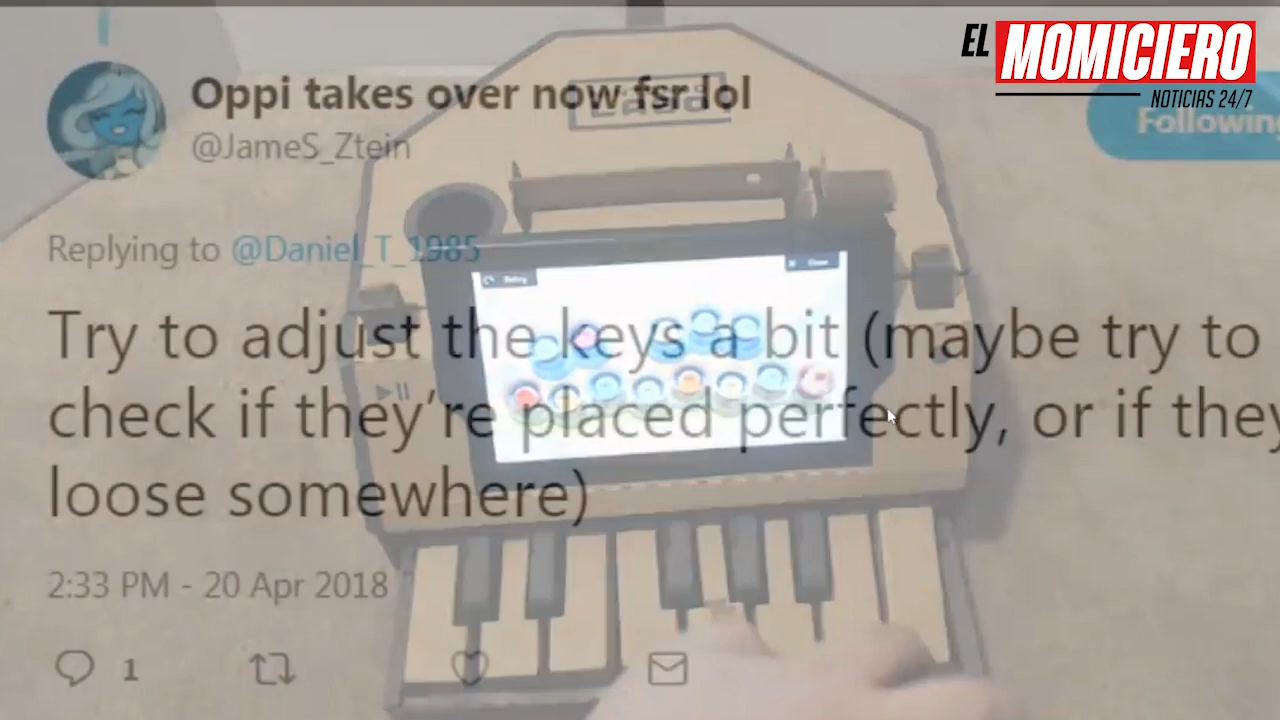 EL MOMICIERO
NOTICIAS 24/7
Oppi takes over now fsr lol
@JameS_Ztein
Following
Replying to @Daniel_T_1985
Try to adjust the keys a bit (maybe try to
check if they're placed perfectly, or if they
loose somewhere)
2:33 PM - 20 Apr 2018
1